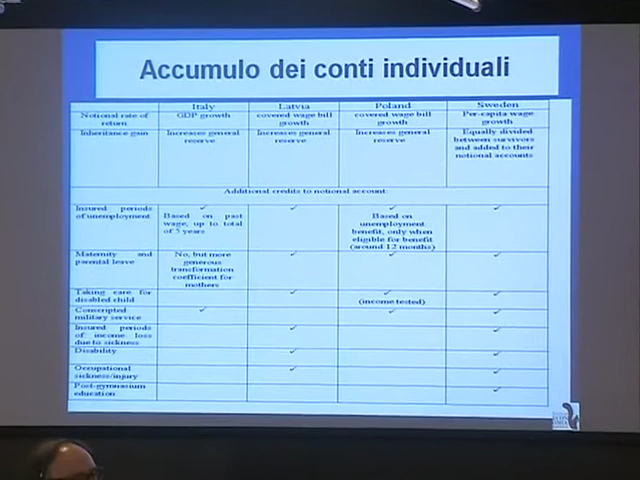 Accumulo dei conti individuali
Italy Latvia Poland Sweden
Notional rate of return GDP growth covered wage bill growth covered wage bill growth Per-capita wage growth
Inheritance gain Increases general reserve Increases general reserve Increases general reserve Equally divided between survivors and added to their notional accounts
Additional credits to notional account:
Insured periods of unemployment ✓ Based on past wage, up to total of 5 years ✓ ✓ Based on unemployment benefit, only when eligible for benefit (around 12 months) ✓
Maternity and parental leave No, but more generous transformation coefficient for mothers ✓ ✓ ✓
Taking care for disabled child ✓ ✓ (income tested) ✓
Conscripted military service ✓ ✓ ✓
Insured periods of income loss due to sickness ✓ ✓
Disability ✓ ✓
Occupational sickness/injury ✓ ✓
Post-gymnasium education ✓